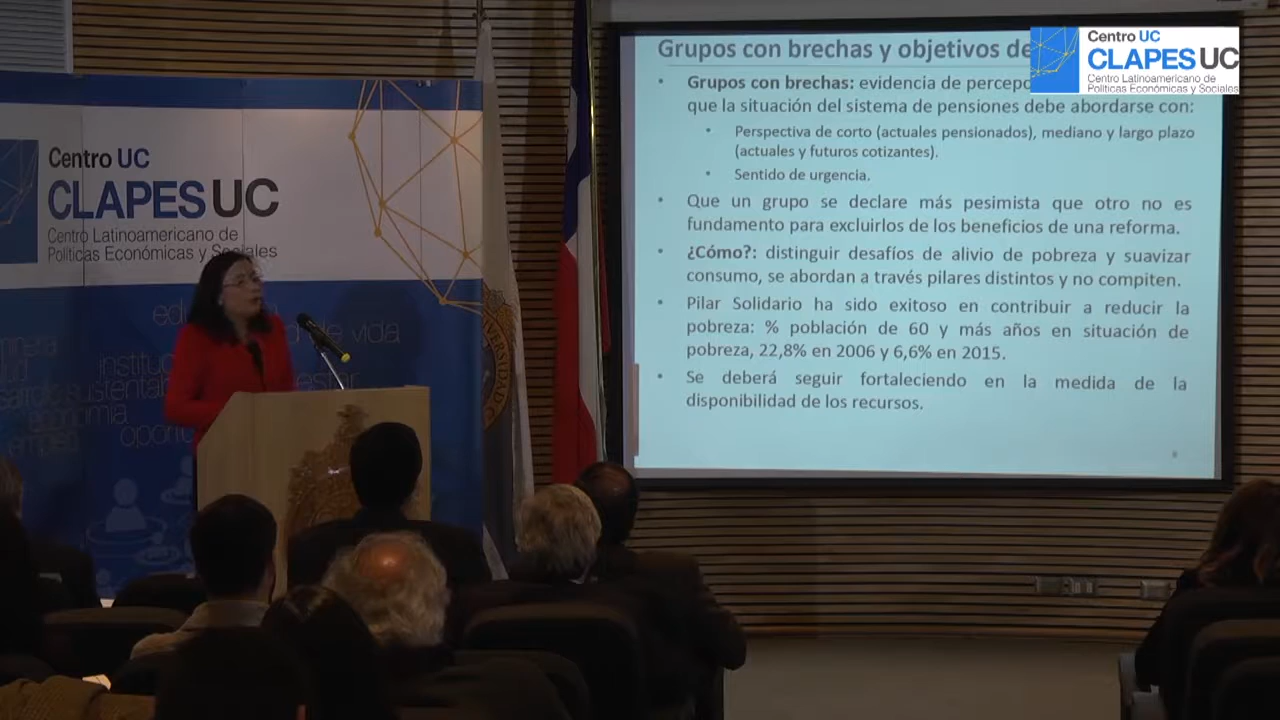 Centro UC
CLAPES UC
Centro Latinoamericano de
Políticas Económicas y Sociales
Grupos con brechas y objetivos de
• Grupos con brechas: evidencia de
que la situación del sistema de pensiones debe abordarse con:
• Perspectiva de corto (actuales pensionados), mediano y largo plazo
(actuales y futuros cotizantes).
• Sentido de urgencia.
• Que un grupo se declare más pesimista que otro no es
fundamento para excluirlos de los beneficios de una reforma.
• ¿Cómo?: distinguir desafíos de alivio de pobreza y suavizar
consumo, se abordan a través pilares distintos y no compiten.
• Pilar Solidario ha sido exitoso en contribuir a reducir la
pobreza: % población de 60 y más años en situación de
pobreza, 22,8% en 2006 y 6,6% en 2015.
• Se deberá seguir fortaleciendo en la medida de la
disponibilidad de los recursos.
8
Centro UC
CLAPES UC
Centro Latinoamericano de
Políticas Económicas y Sociales
de vida
economía
empleo